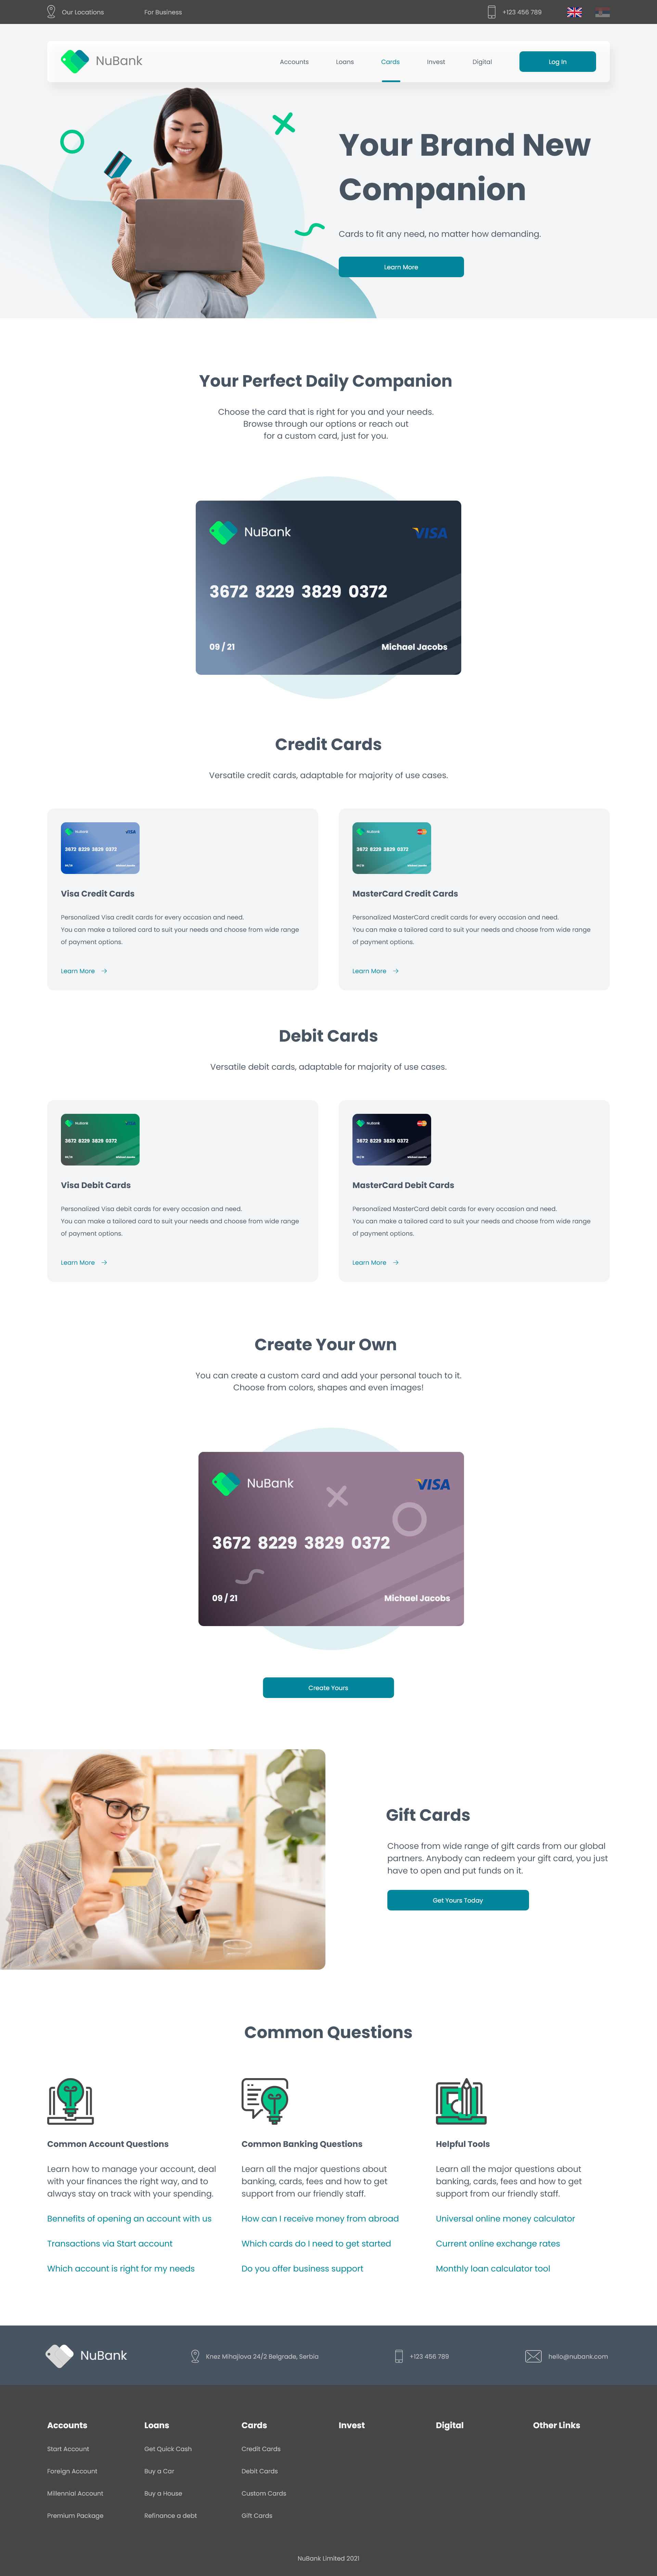 Our Locations
For Business
+123 456 789
NuBank
Accounts
Loans
Cards
Invest
Digital
Log In
Your Brand New
Companion
Cards to fit any need, no matter how demanding.
Learn More
Your Perfect Daily Companion
Choose the card that is right for you and your needs.
Browse through our options or reach out
for a custom card, just for you.
NuBank
VISA
3672 8229 3829 0372
09 / 21
Michael Jacobs
Credit Cards
Versatile credit cards, adaptable for majority of use cases.
NuBank
VISA
3672 8229 3829 0372
Visa Credit Cards
Personalized Visa credit cards for every occasion and need.
You can make a tailored card to suit your needs and choose from wide range
of payment options.
Learn More
NuBank
3672 8229 3829 0372
MasterCard Credit Cards
Personalized MasterCard credit cards for every occasion and need.
You can make a tailored card to suit your needs and choose from wide range
of payment options.
Learn More
Debit Cards
Versatile debit cards, adaptable for majority of use cases.
NuBank
3672 8229 3829 0372
Visa Debit Cards
Personalized Visa debit cards for every occasion and need.
You can make a tailored card to suit your needs and choose from wide range
of payment options.
Learn More
NuBank
3672 8229 3829 0372
MasterCard Debit Cards
Personalized MasterCard debit cards for every occasion and need.
You can make a tailored card to suit your needs and choose from wide range
of payment options.
Learn More
Create Your Own
You can create a custom card and add your personal touch to it.
Choose from colors, shapes and even images!
NuBank
VISA
3672 8229 3829 0372
09 / 21
Michael Jacobs
Create Yours
Gift Cards
Choose from wide range of gift cards from our global
partners. Anybody can redeem your gift card, you just
have to open and put funds on it.
Get Yours Today
Common Questions
Common Account Questions
Learn how to manage your account, deal
with your finances the right way, and to
always stay on track with your spending.
Bennefits of opening an account with us
Transactions via Start account
Which account is right for my needs
Common Banking Questions
Learn all the major questions about
banking, cards, fees and how to get
support from our friendly staff.
How can I receive money from abroad
Which cards do I need to get started
Do you offer business support
Helpful Tools
Learn all the major questions about
banking, cards, fees and how to get
support from our friendly staff.
Universal online money calculator
Current online exchange rates
Monthly loan calculator tool
NuBank
Knez Mihajlova 24/2 Belgrade, Serbia
+123 456 789
hello@nubank.com
Accounts
Start Account
Foreign Account
Millennial Account
Premium Package
Loans
Get Quick Cash
Buy a Car
Buy a House
Refinance a debt
Cards
Credit Cards
Debit Cards
Custom Cards
Gift Cards
Invest
Digital
Other Links
NuBank Limited 2021